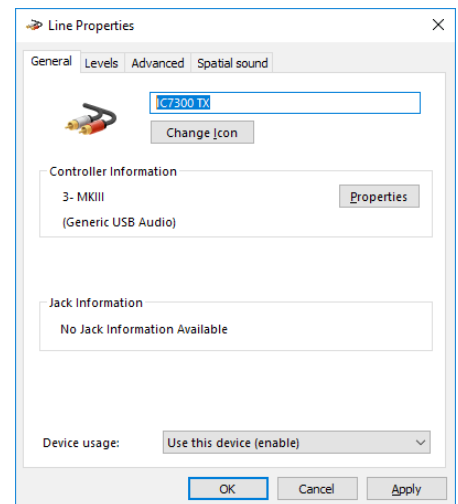 Line Properties
General Levels Advanced Spatial sound
IC7300 TX
Change Icon
Controller Information
3- MKIII
Properties
(Generic USB Audio)
Jack Information
No Jack Information Available
Device usage: Use this device (enable)
OK Cancel Apply